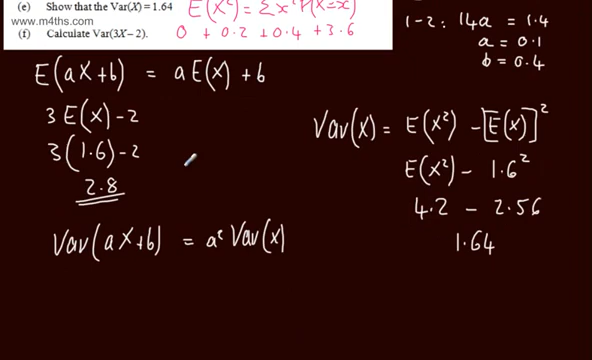 (e) Show that the Var(X) = 1.64
www.m4ths.com
(f) Calculate Var(3X – 2).
E(X²) = Σx²P(X=x)
0 + 0.2 + 0.4 + 3.6
1-2: 14a = 1.4
a = 0.1
b = 0.4
E(aX+b) = aE(X) + b
3E(X) - 2
3(1.6) - 2
2.8
Var(aX+b) = a² Var(X)
Var(X) = E(X²) - [E(X)]²
E(X²) - 1.6²
4.2 - 2.56
1.64